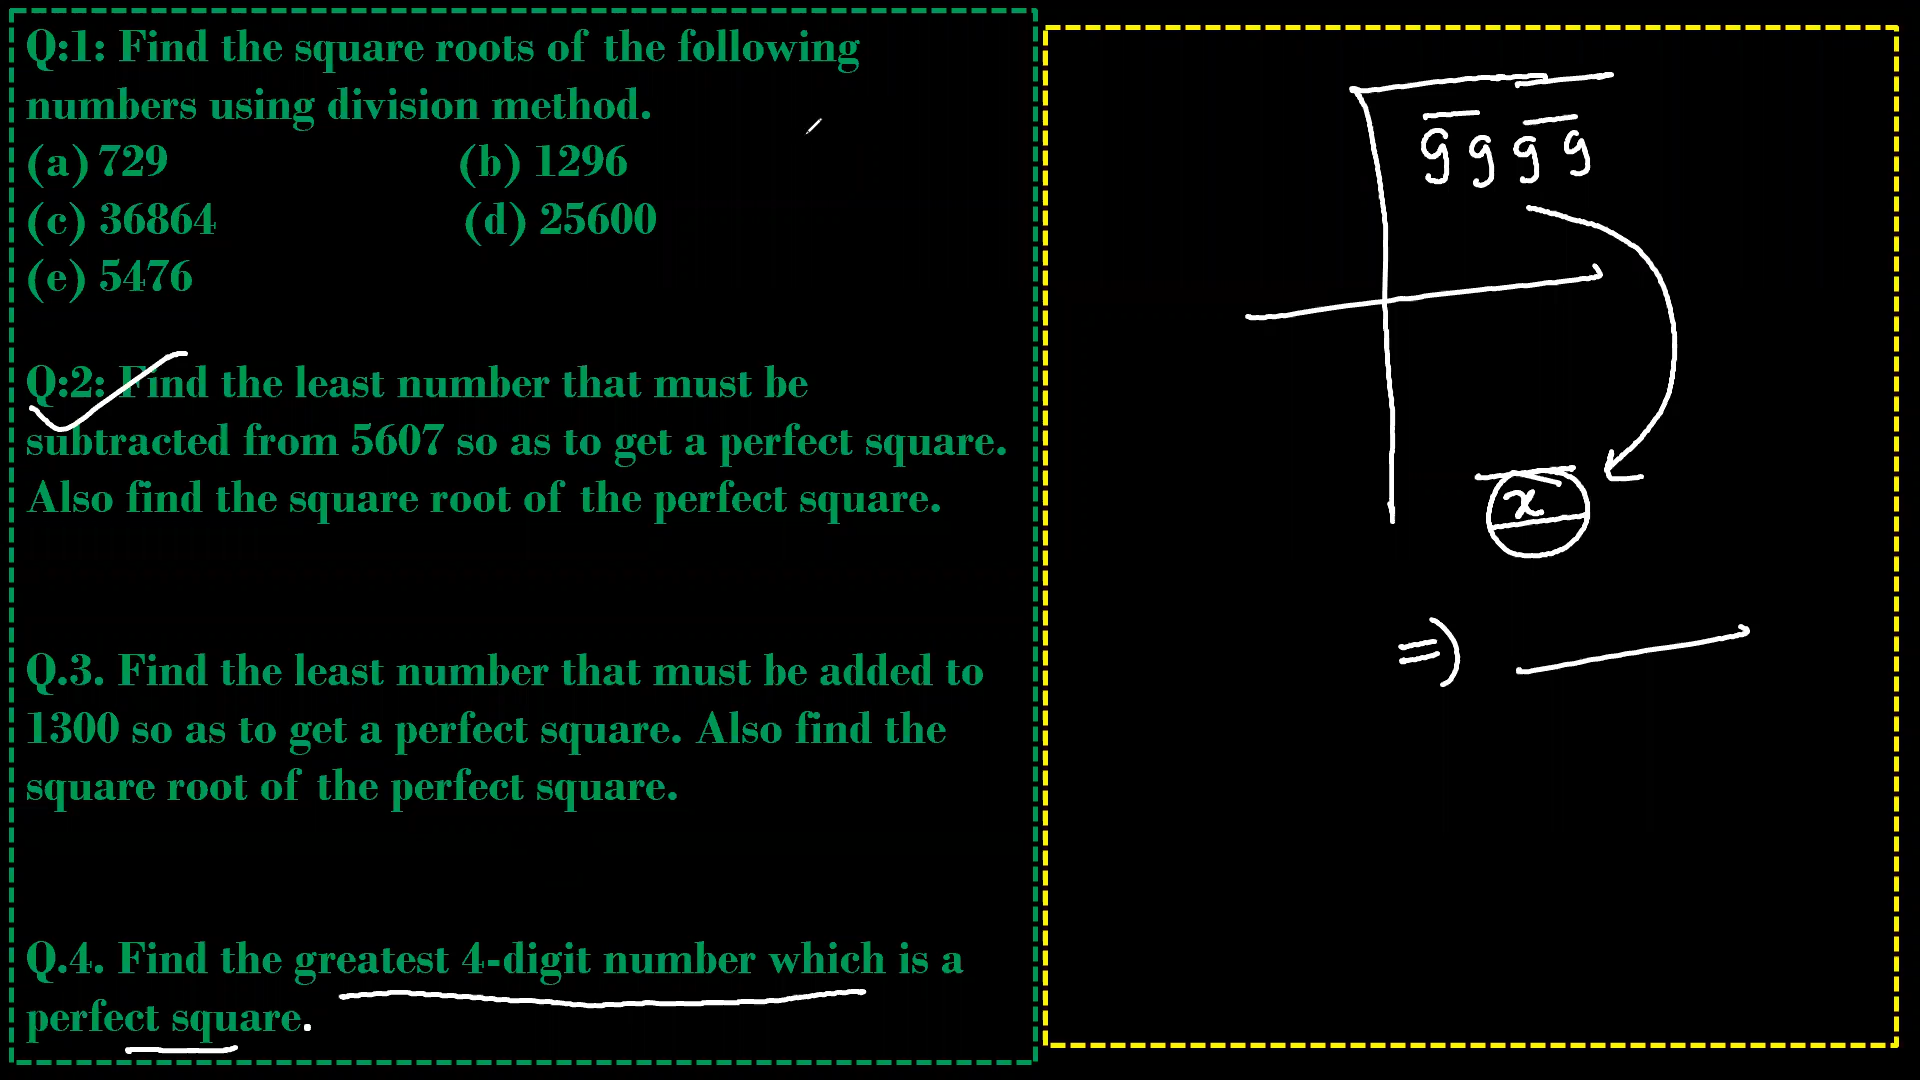 Q:1: Find the square roots of the following
numbers using division method.
(a) 729 (b) 1296
(c) 36864 (d) 25600
(e) 5476
Q:2: Find the least number that must be
subtracted from 5607 so as to get a perfect square.
Also find the square root of the perfect square.
Q.3. Find the least number that must be added to
1300 so as to get a perfect square. Also find the
square root of the perfect square.
Q.4. Find the greatest 4-digit number which is a
perfect square.
9 9 9 9
x
⇒